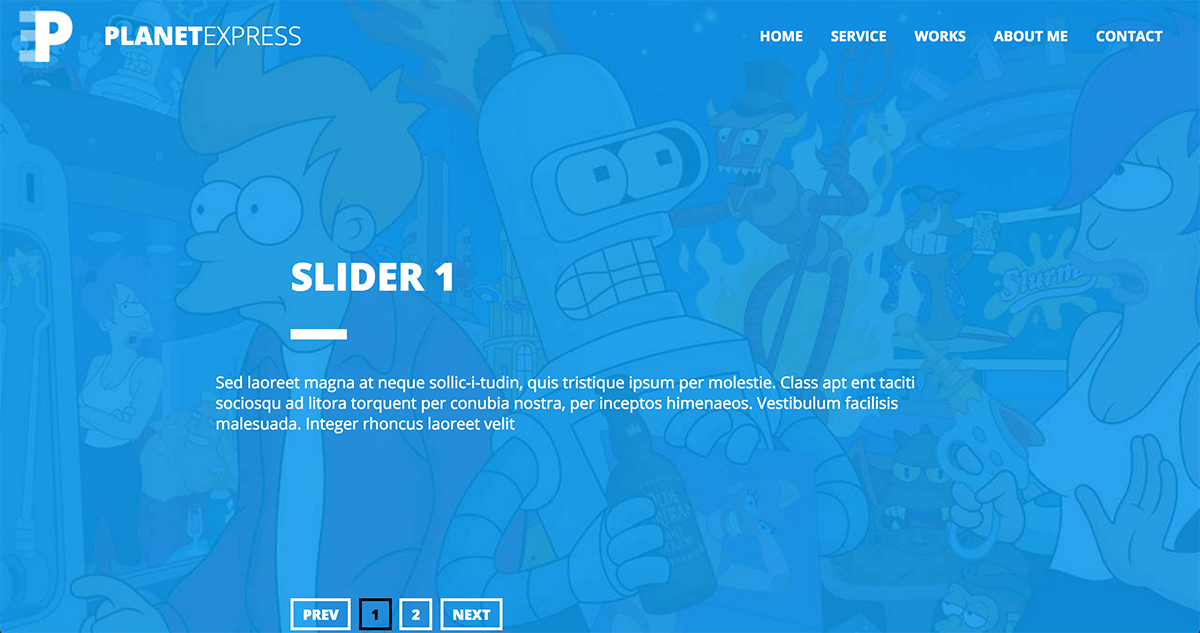 P PLANETEXPRESS
HOME SERVICE WORKS ABOUT ME CONTACT
Slurm
SLIDER 1
Sed laoreet magna at neque sollic-i-tudin, quis tristique ipsum per molestie. Class apt ent taciti
sociosqu ad litora torquent per conubia nostra, per inceptos himenaeos. Vestibulum facilisis
malesuada. Integer rhoncus laoreet velit
PREV 1 2 NEXT